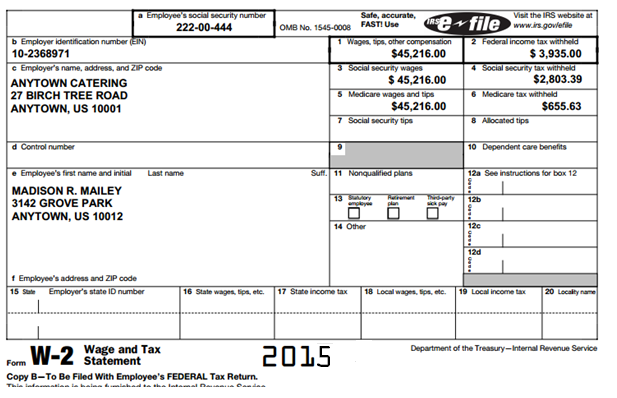 a Employee's social security number
222-00-444
OMB No. 1545-0008
Safe, accurate,
FAST! Use
IRS e file
Visit the IRS website at
www.irs.gov/efile
b Employer identification number (EIN)
10-2368971
1 Wages, tips, other compensation
$45,216.00
2 Federal income tax withheld
$ 3,935.00
c Employer's name, address, and ZIP code
ANYTOWN CATERING
27 BIRCH TREE ROAD
ANYTOWN, US 10001
3 Social security wages
$ 45,216.00
4 Social security tax withheld
$2,803.39
5 Medicare wages and tips
$45,216.00
6 Medicare tax withheld
$655.63
7 Social security tips
8 Allocated tips
d Control number
9
10 Dependent care benefits
e Employee's first name and initial Last name Suff.
MADISON R. MAILEY
3142 GROVE PARK
ANYTOWN, US 10012
11 Nonqualified plans
12a See instructions for box 12
Code
13 Statutory employee Retirement plan Third-party sick pay
12b
Code
14 Other
12c
Code
12d
Code
f Employee's address and ZIP code
15 State Employer's state ID number
16 State wages, tips, etc.
17 State income tax
18 Local wages, tips, etc.
19 Local income tax
20 Locality name
Form W-2 Wage and Tax
Statement
2015
Department of the Treasury—Internal Revenue Service
Copy B—To Be Filed With Employee's FEDERAL Tax Return.
This information is being furnished to the Internal Revenue Service